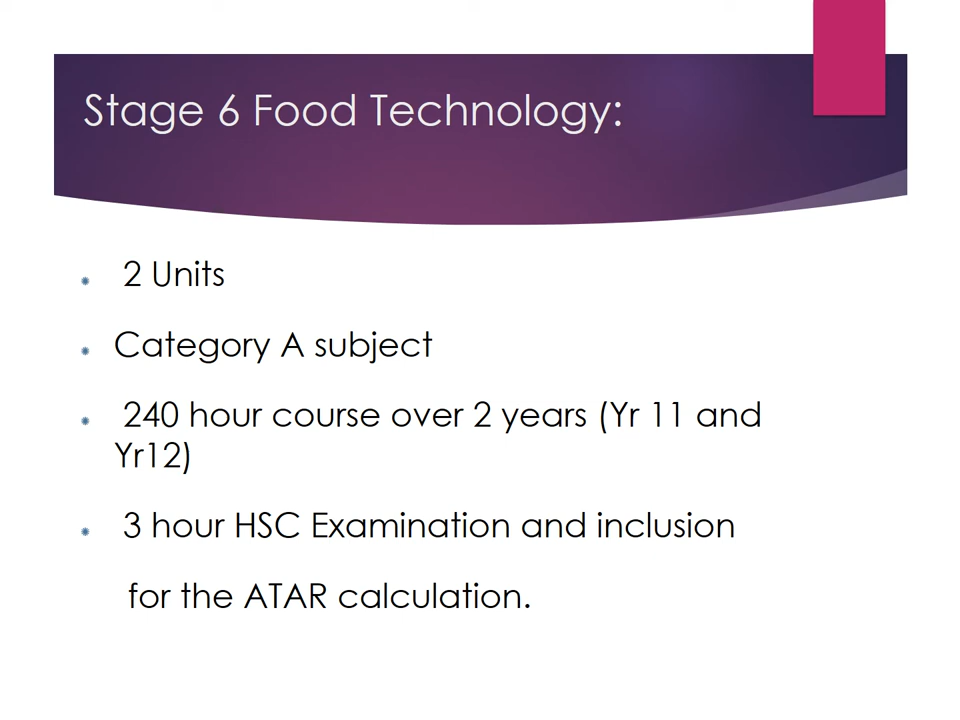 Stage 6 Food Technology:
2 Units
Category A subject
240 hour course over 2 years (Yr 11 and
Yr12)
3 hour HSC Examination and inclusion
for the ATAR calculation.